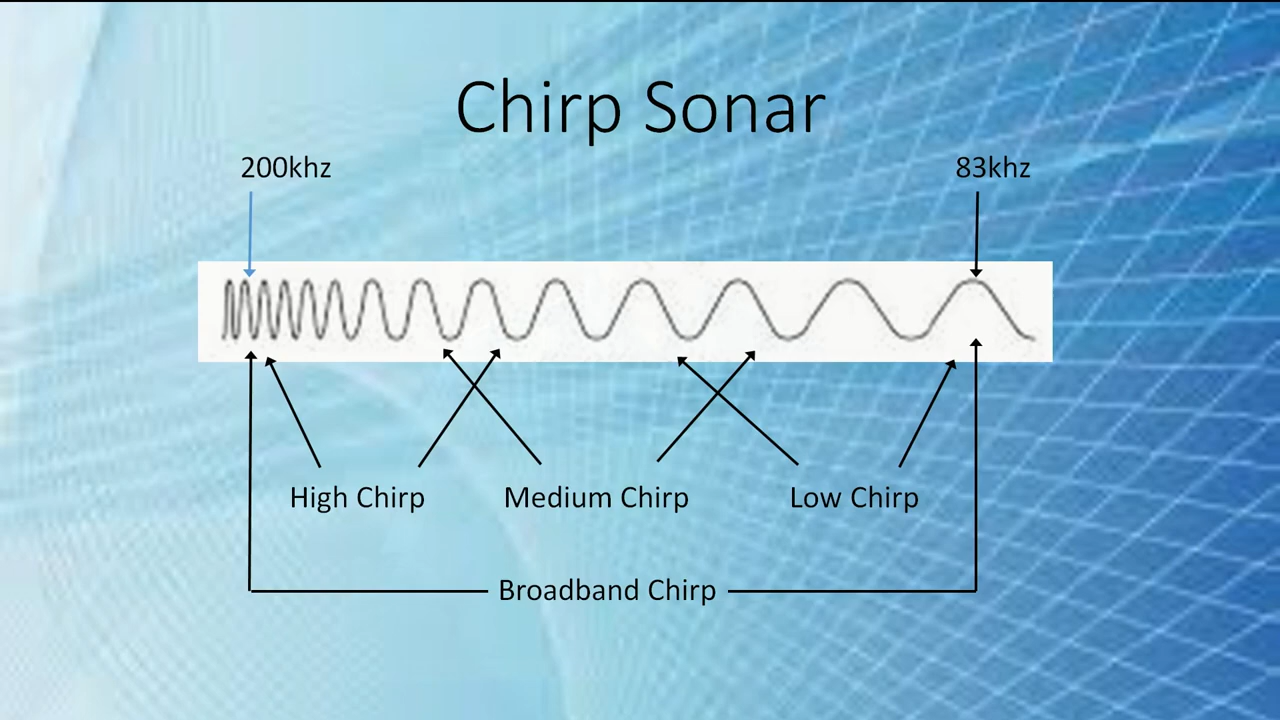 Chirp Sonar
200khz
83khz
High Chirp
Medium Chirp
Low Chirp
Broadband Chirp